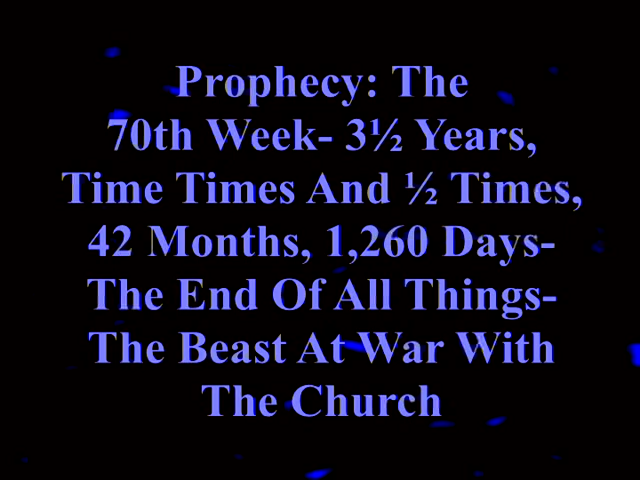 Prophecy: The
70th Week- 3½ Years,
Time Times And ½ Times,
42 Months, 1,260 Days-
The End Of All Things-
The Beast At War With
The Church